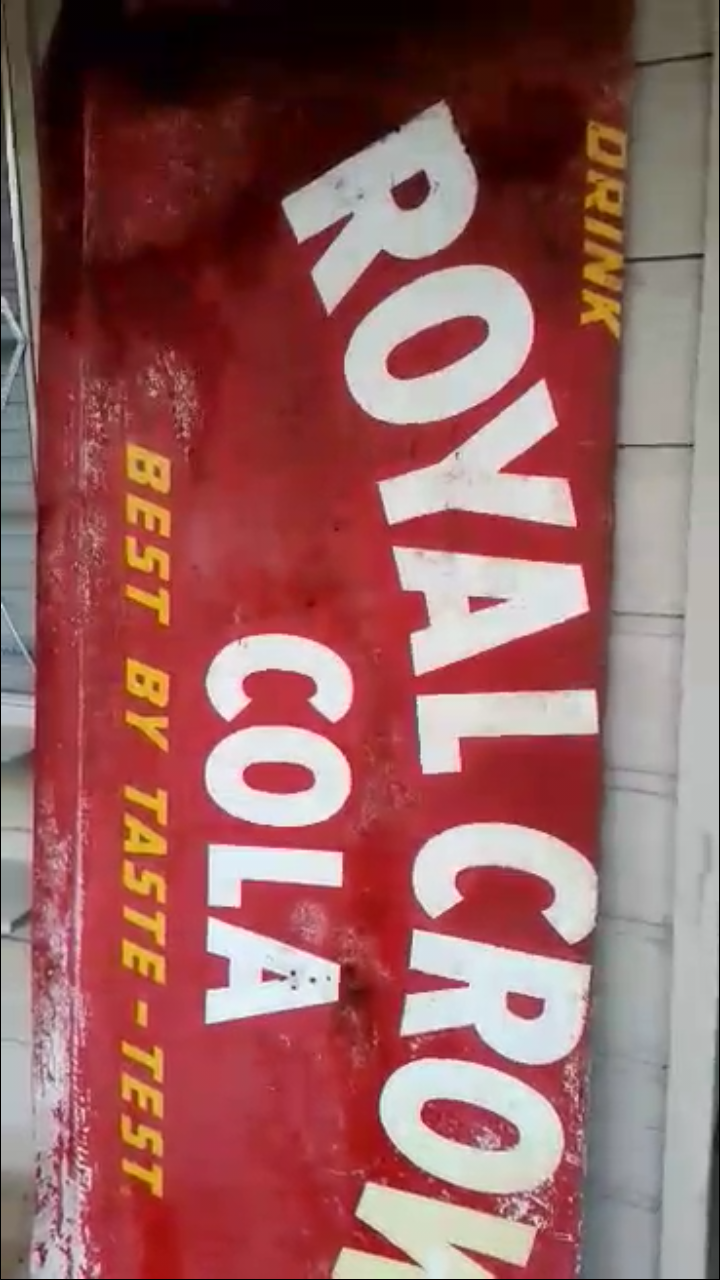 DRINK
ROYAL CROW
COLA
BEST BY TASTE-TEST